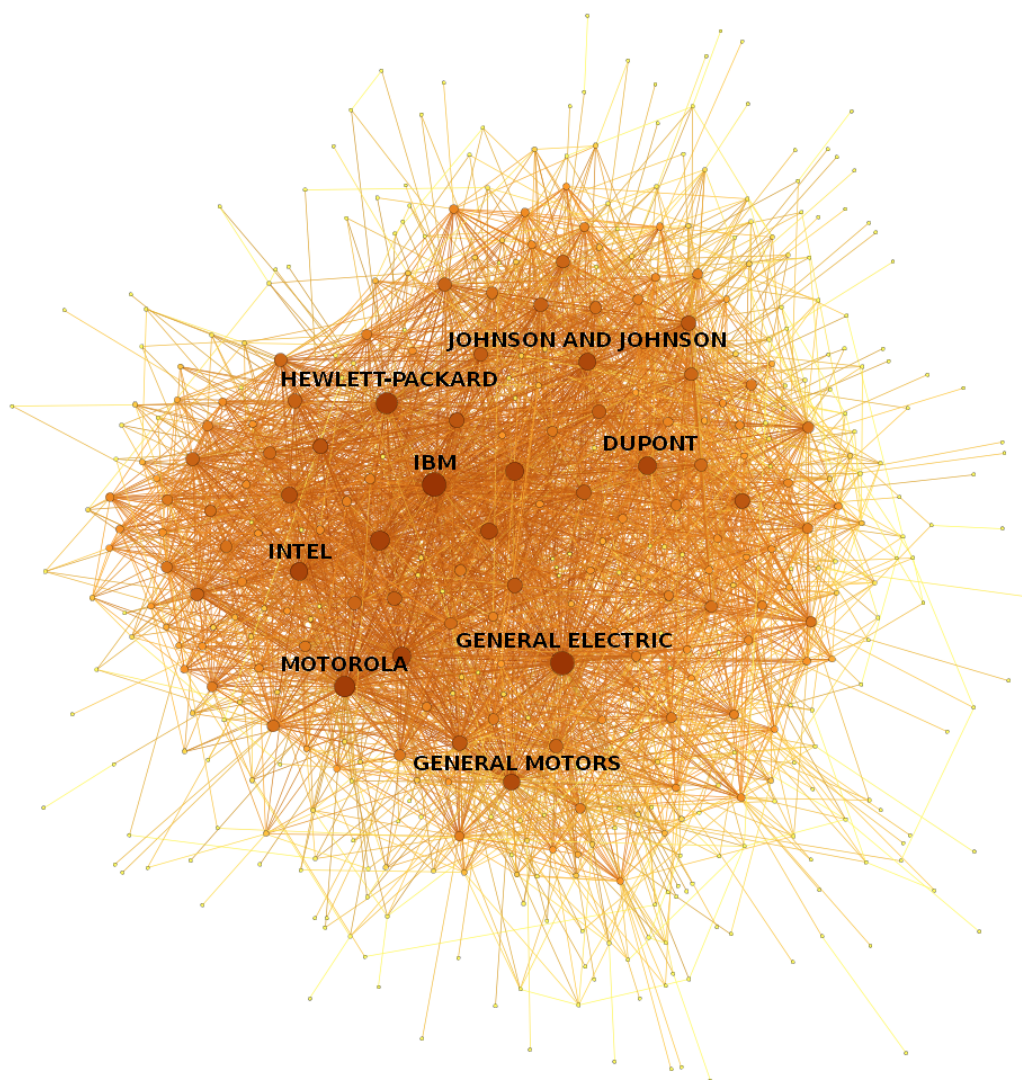 JOHNSON AND JOHNSON
HEWLETT-PACKARD
DUPONT
IBM
INTEL
GENERAL ELECTRIC
MOTOROLA
GENERAL MOTORS